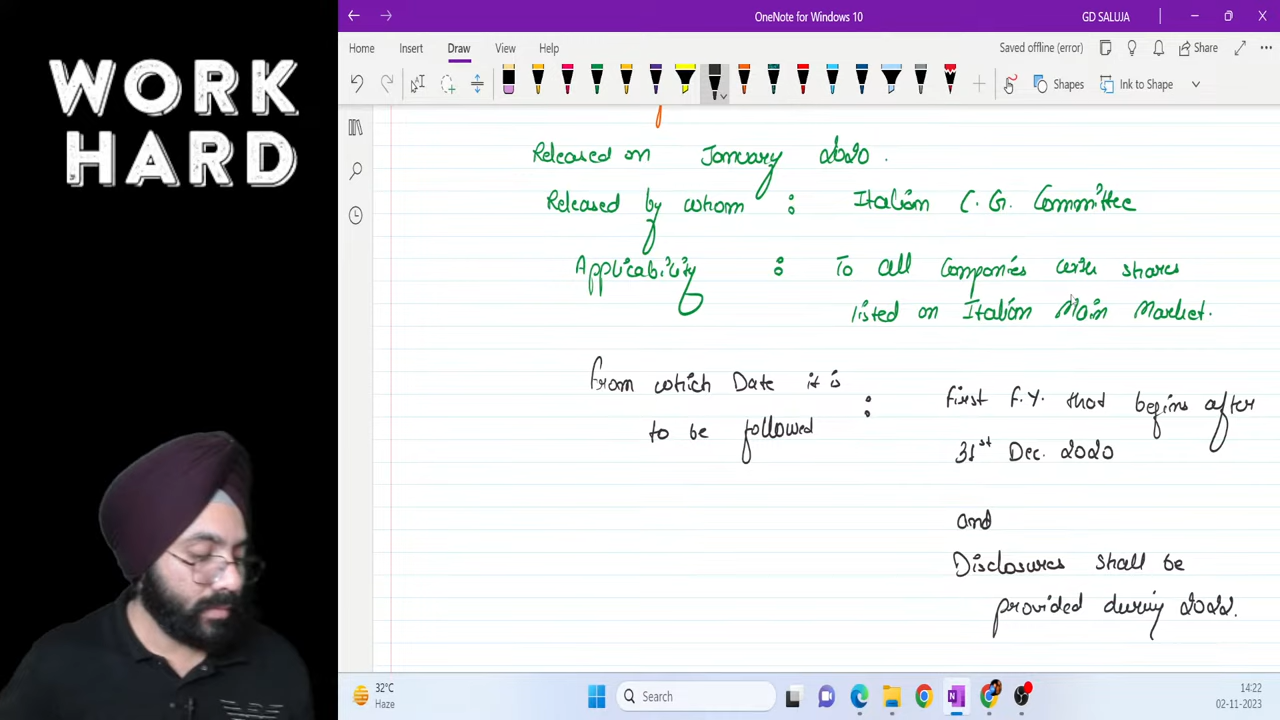 WORK
HARD
OneNote for Windows 10
GD SALUJA
Home
Insert
Draw
View
Help
Saved offline (error)
Share
Shapes
Ink to Shape
Released on January 2020.
Released by whom : Italian C.G. Committee
Applicability : To all Companies with shares
listed on Italian Main Market.
From which Date it is
to be followed
: First F.Y. that begins after
31st Dec. 2020
and
Disclosures shall be
provided during 2022.
32°C
Haze
Search
14:22
02-11-2023